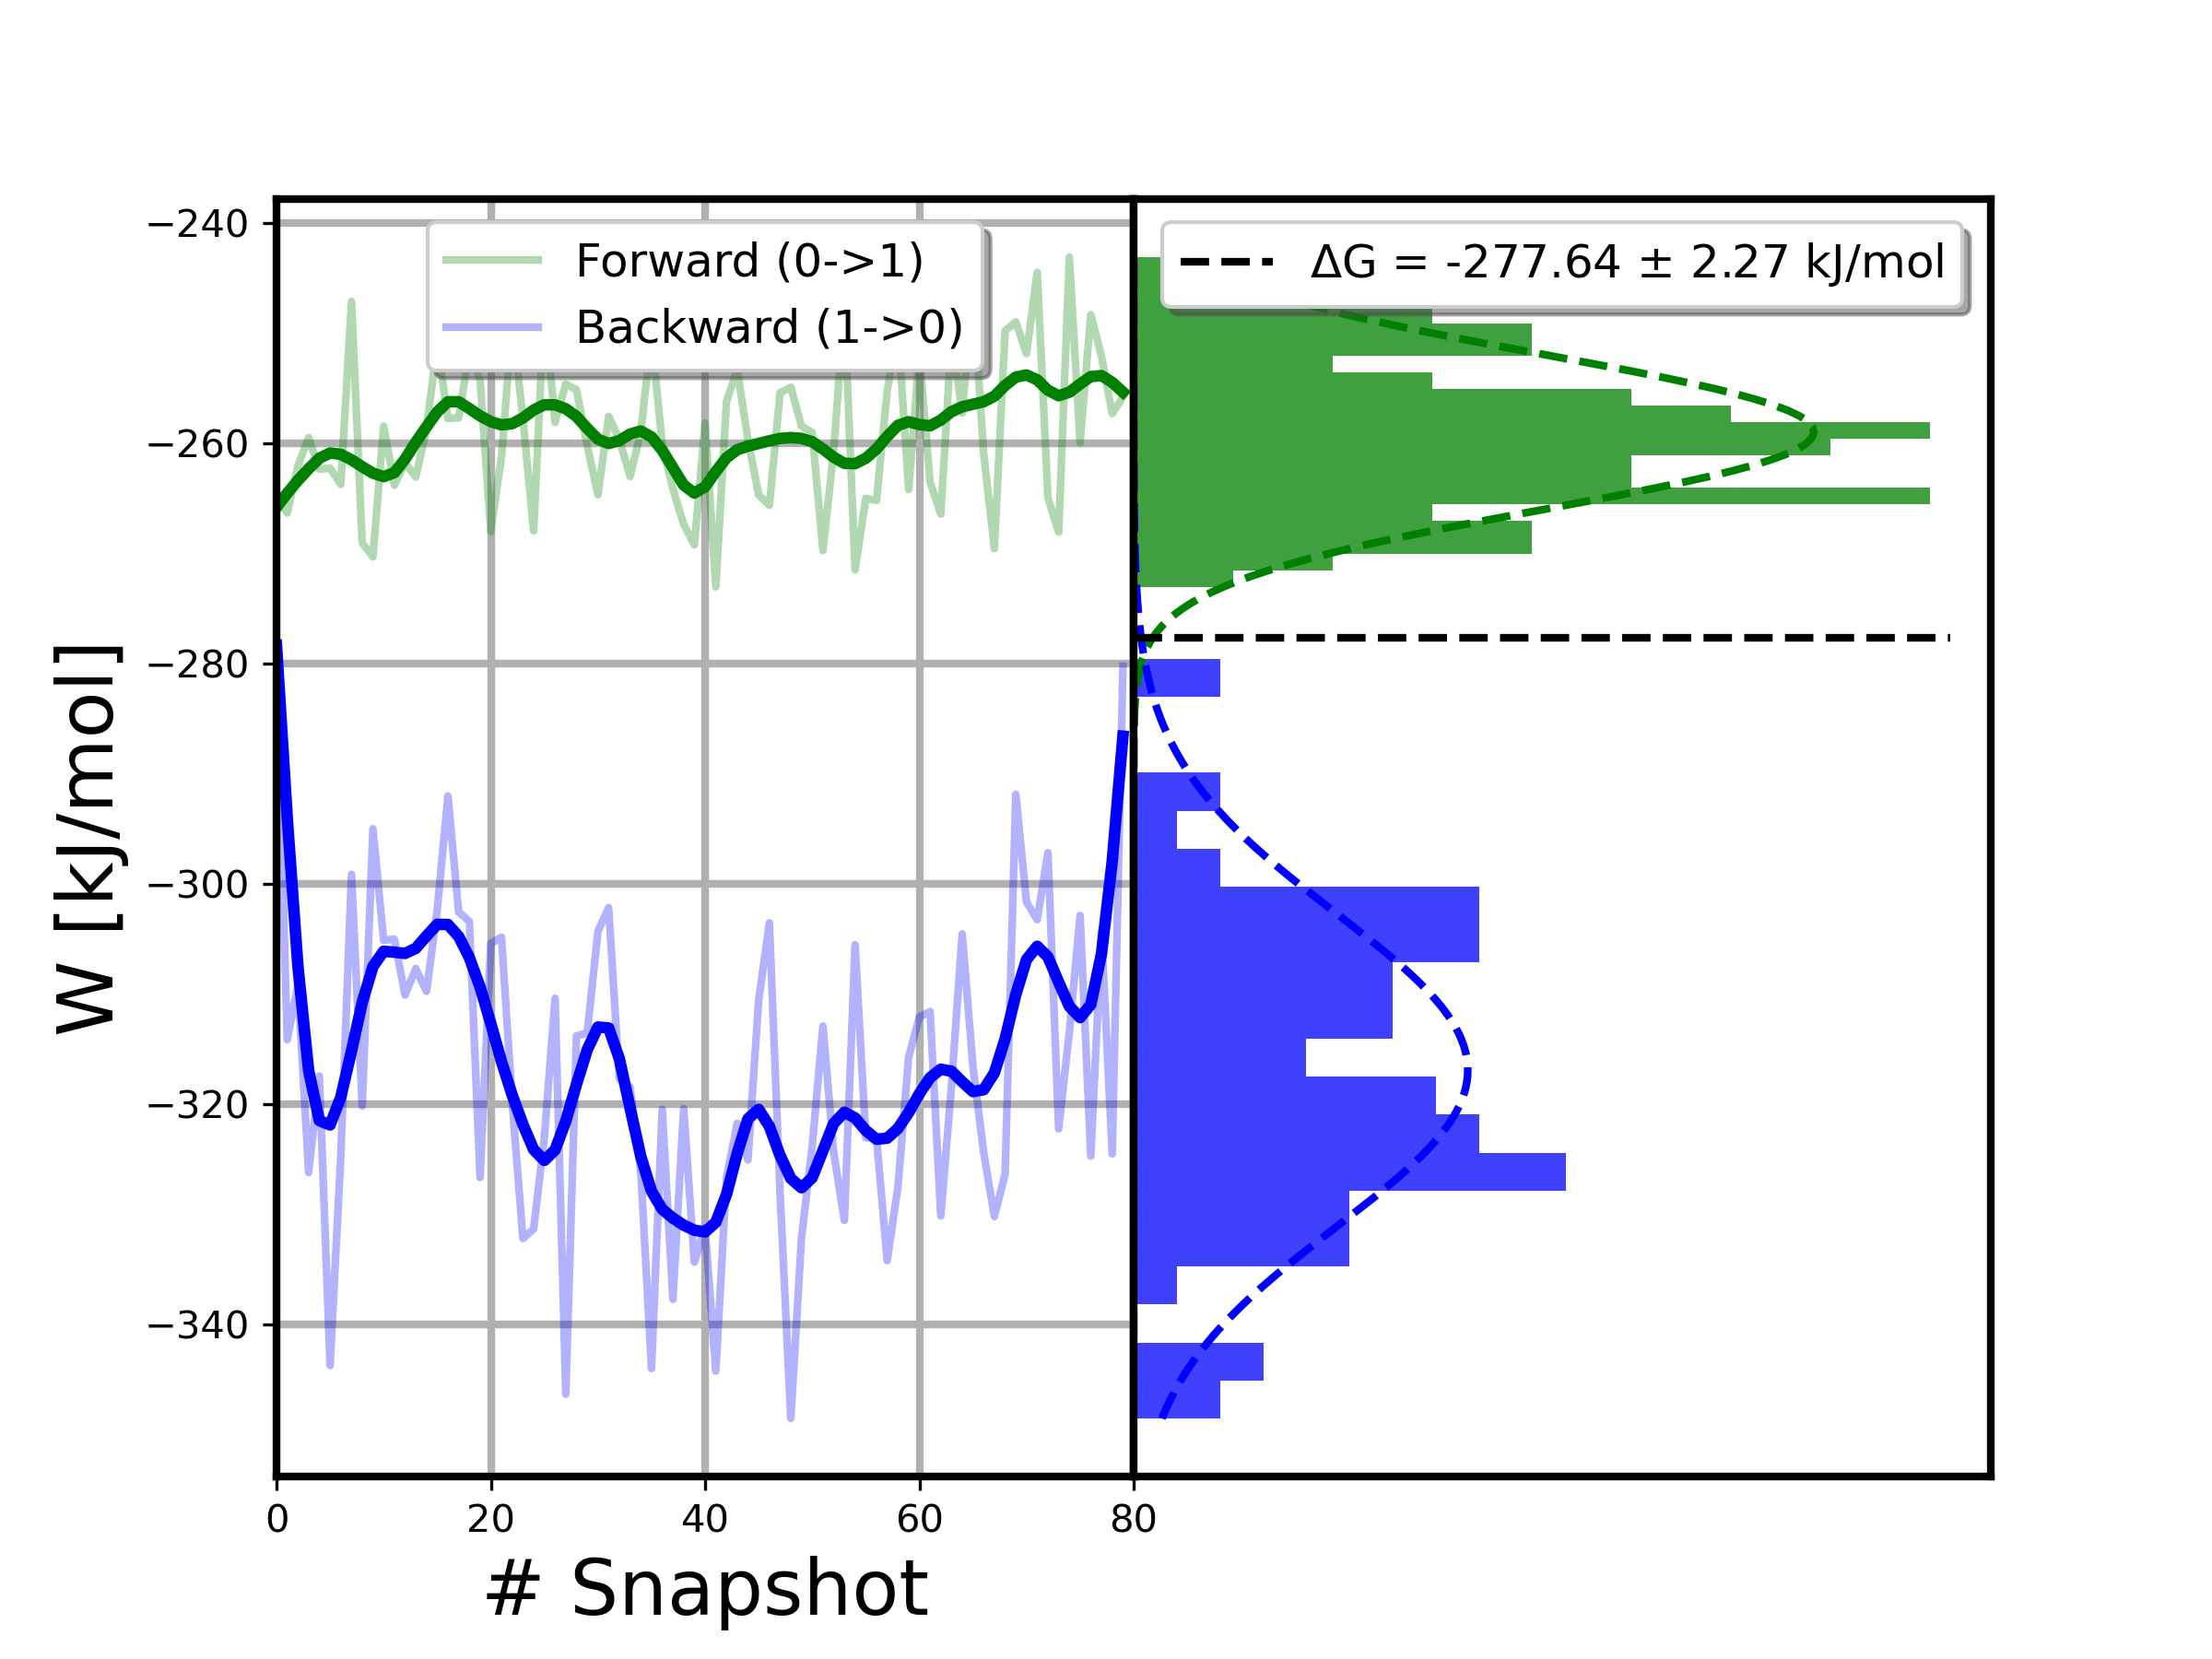 Forward (0->1)
Backward (1->0)
ΔG = -277.64 ± 2.27 kJ/mol
W [kJ/mol]
−240
−260
−280
−300
−320
−340
0 20 40 60 80
# Snapshot